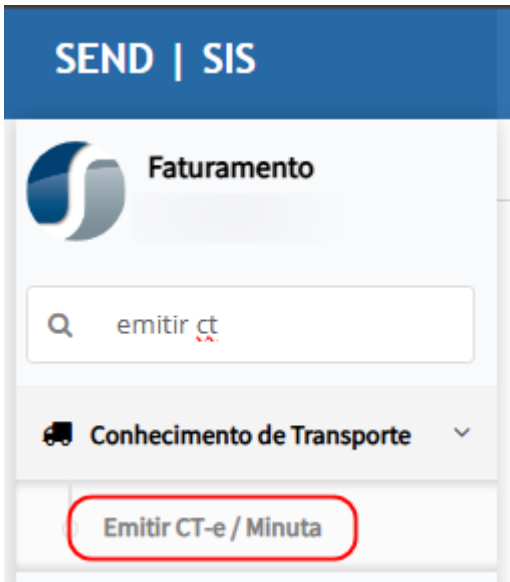 SEND | SIS
Faturamento
emitir ct
Conhecimento de Transporte
Emitir CT-e / Minuta